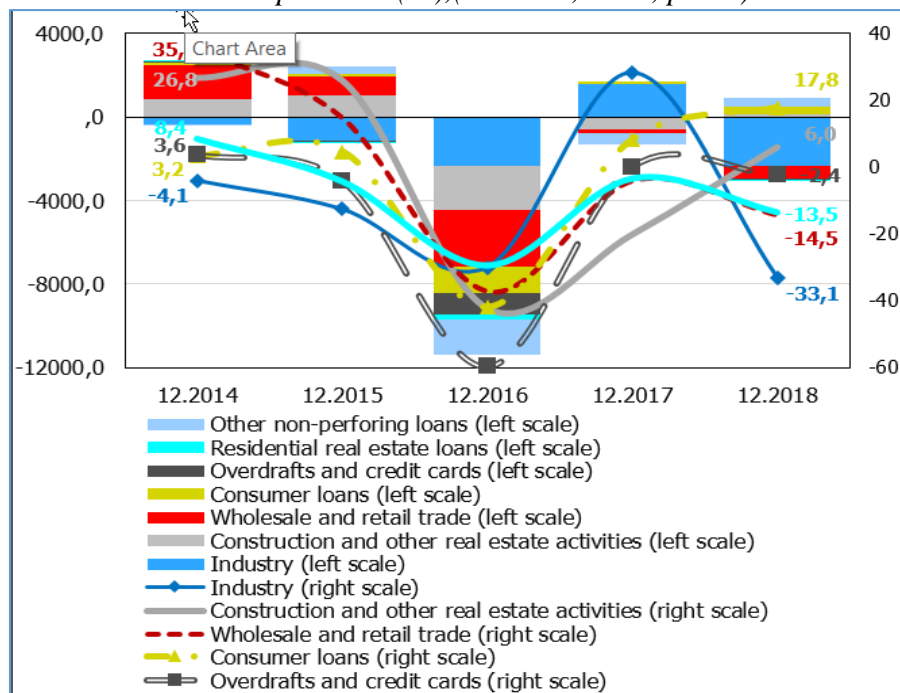 4000,0
,0
-4000,0
-8000,0
-12000,0
40
20
0
-20
-40
-60
Chart Area
35,
26,8
8,4
3,6
3,2
-4,1
17,8
6,0
-2,4
-13,5
-14,5
-33,1
12.2014 12.2015 12.2016 12.2017 12.2018
Other non-perforing loans (left scale)
Residential real estate loans (left scale)
Overdrafts and credit cards (left scale)
Consumer loans (left scale)
Wholesale and retail trade (left scale)
Construction and other real estate activities (left scale)
Industry (left scale)
Industry (right scale)
Construction and other real estate activities (right scale)
Wholesale and retail trade (right scale)
Consumer loans (right scale)
Overdrafts and credit cards (right scale)